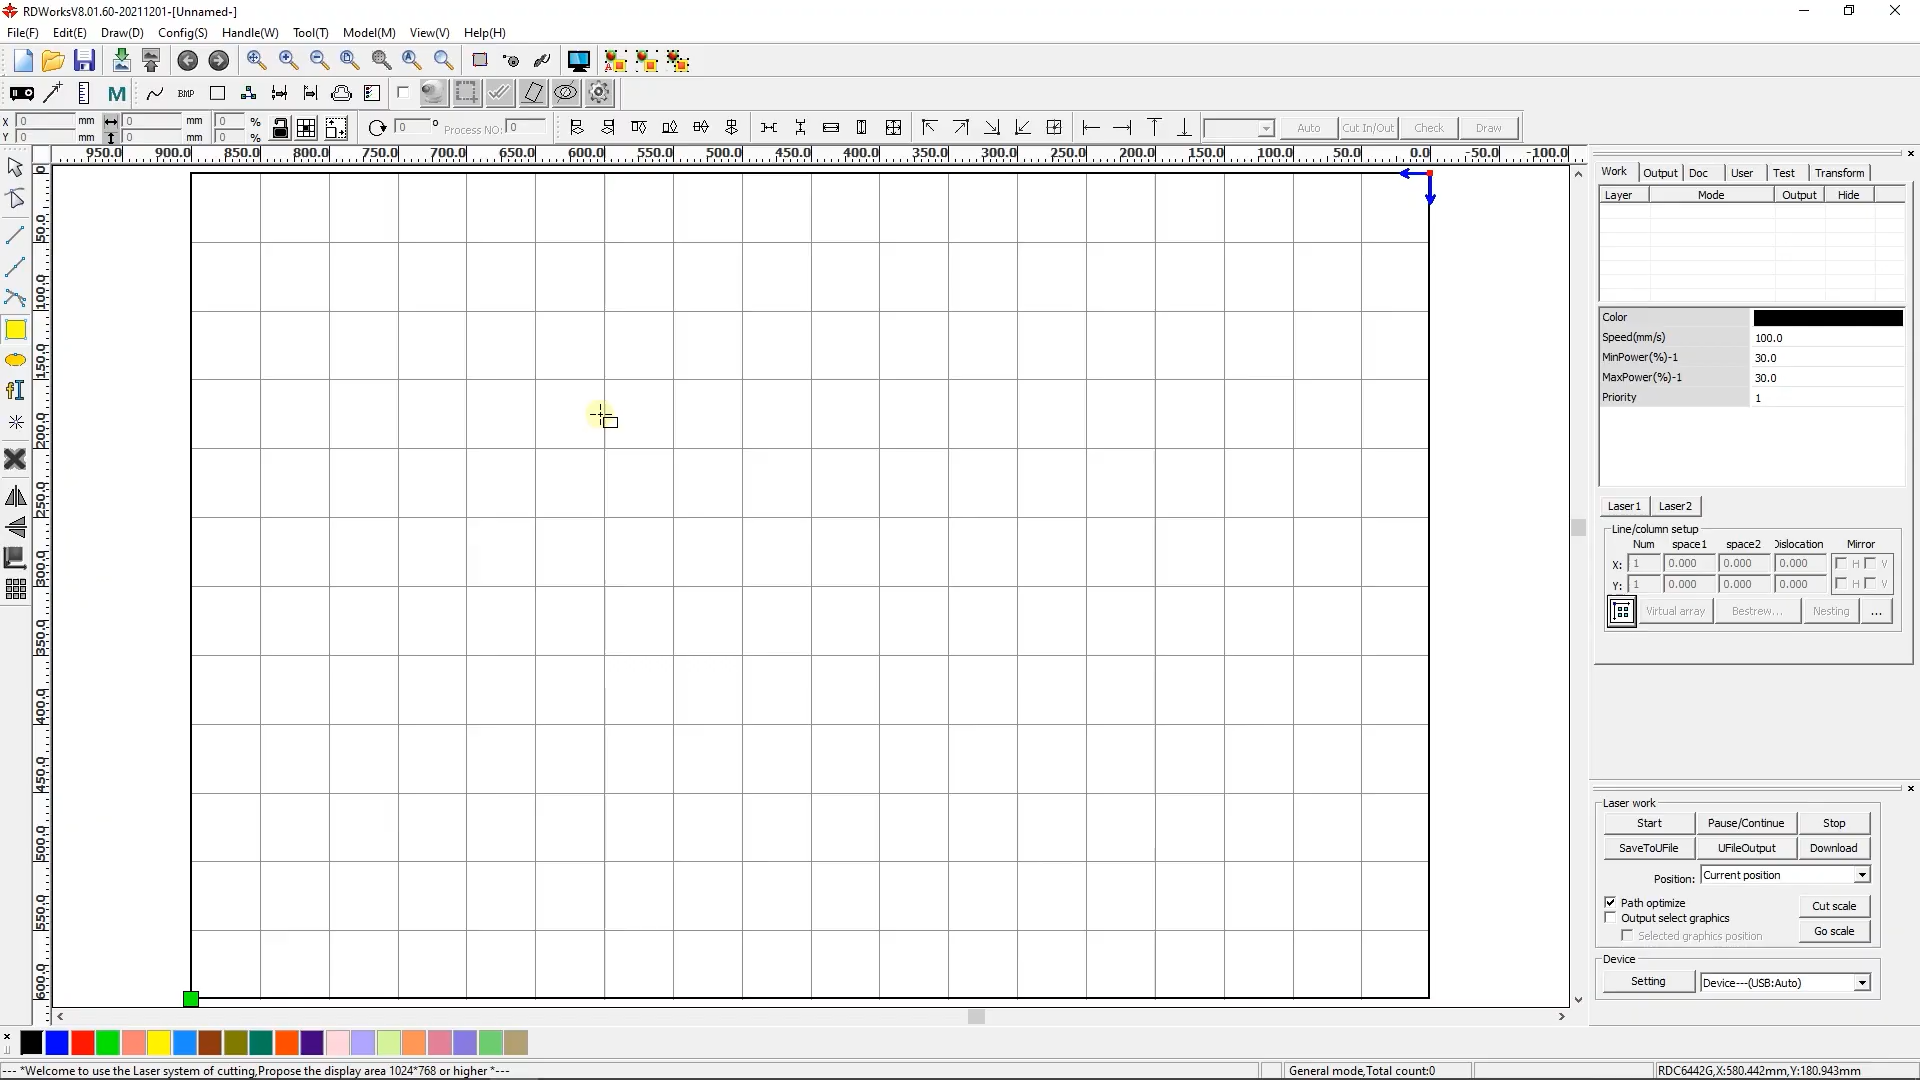 RDWorksV8.01.60-20211201-[Unnamed-]
File(F) Edit(E) Draw(D) Config(S) Handle(W) Tool(T) Model(M) View(V) Help(H)
BMP
X 0 mm 0 mm 0 %
Y 0 mm 0 mm 0 %
0 ° Process NO: 0
Auto Cut In/Out Check Draw
950.0 900.0 850.0 800.0 750.0 700.0 650.0 600.0 550.0 500.0 450.0 400.0 350.0 300.0 250.0 200.0 150.0 100.0 50.0 0.0 -50.0 -100.0
0 50.0 100.0 150.0 200.0 250.0 300.0 350.0 400.0 450.0 500.0 550.0 600.0
Work Output Doc User Test Transform
Layer Mode Output Hide
Color
Speed(mm/s) 100.0
MinPower(%)-1 30.0
MaxPower(%)-1 30.0
Priority 1
Laser1 Laser2
Line/column setup
Num space1 space2 Dislocation Mirror
X: 1 0.000 0.000 0.000 H V
Y: 1 0.000 0.000 0.000 H V
Virtual array Bestrew... Nesting ...
Laser work
Start Pause/Continue Stop
SaveToUFile UFileOutput Download
Position: Current position
Path optimize Cut scale
Output select graphics
Selected graphics position Go scale
Device
Setting Device---(USB:Auto)
--- *Welcome to use the Laser system of cutting,Propose the display area 1024*768 or higher *---
General mode,Total count:0
RDC6442G,X:580.442mm,Y:180.943mm